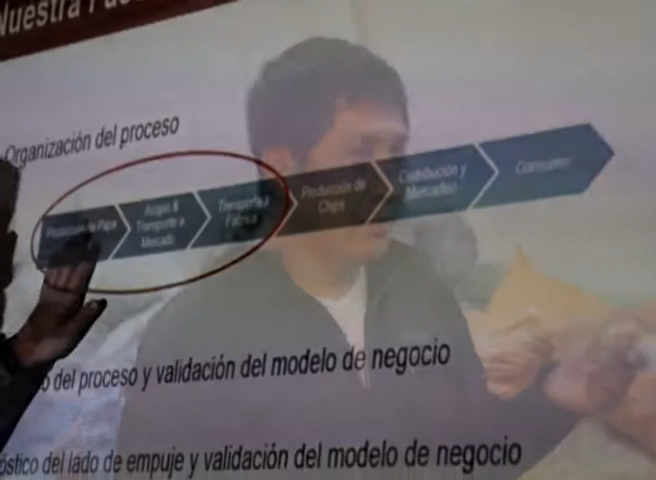 Nuestra
Organización del proceso
Producción de Papa
Acopio &
Transporte a
Mercado
Transporte a
Fábrica
Producción de
Chips
Distribución y
Mercadeo
Consumo
del proceso y validación del modelo de negocio
óstico del lado de empuje y validación del modelo de negocio